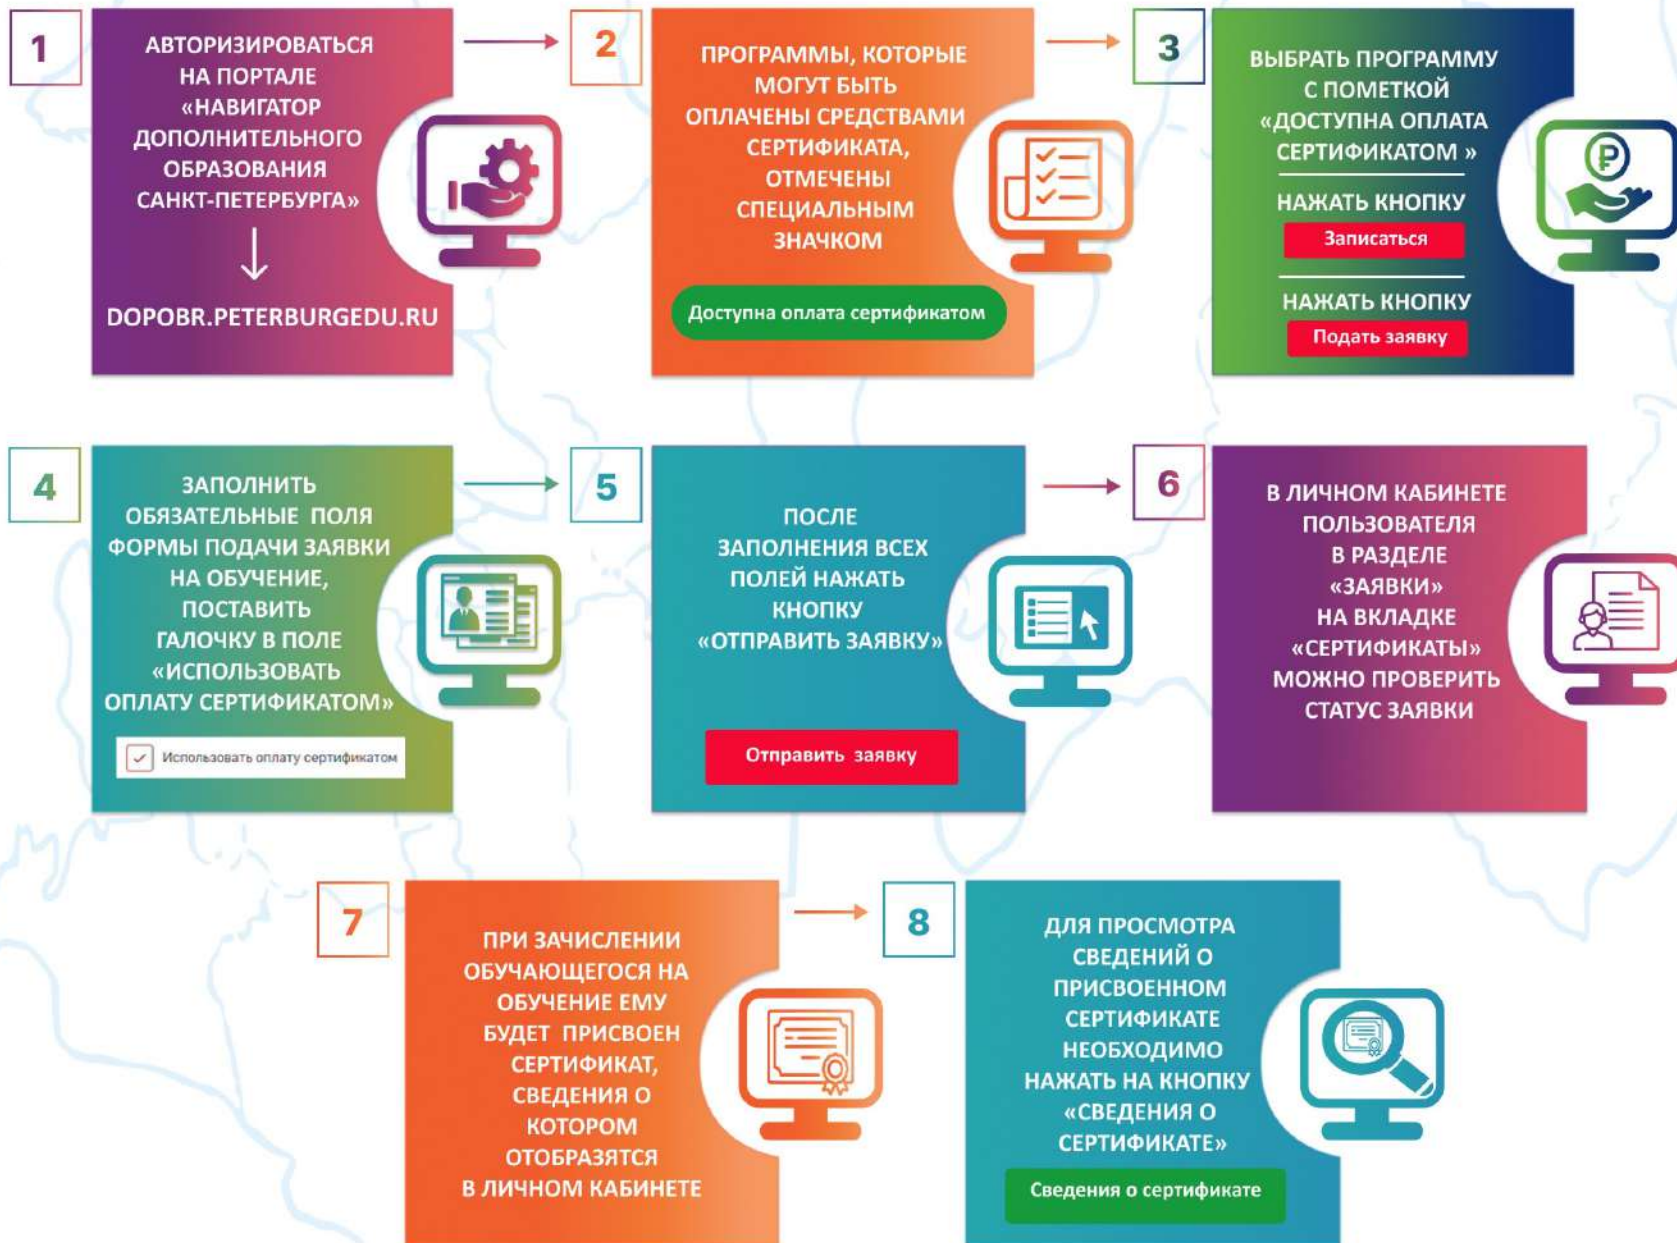 1
АВТОРИЗИРОВАТЬСЯ
НА ПОРТАЛЕ
«НАВИГАТОР
ДОПОЛНИТЕЛЬНОГО
ОБРАЗОВАНИЯ
САНКТ-ПЕТЕРБУРГА»
DOPOBR.PETERBURGEDU.RU
2
ПРОГРАММЫ, КОТОРЫЕ
МОГУТ БЫТЬ
ОПЛАЧЕНЫ СРЕДСТВАМИ
СЕРТИФИКАТА,
ОТМЕЧЕНЫ
СПЕЦИАЛЬНЫМ
ЗНАЧКОМ
Доступна оплата сертификатом
3
ВЫБРАТЬ ПРОГРАММУ
С ПОМЕТКОЙ
«ДОСТУПНА ОПЛАТА
СЕРТИФИКАТОМ »
НАЖАТЬ КНОПКУ
Записаться
НАЖАТЬ КНОПКУ
Подать заявку
4
ЗАПОЛНИТЬ
ОБЯЗАТЕЛЬНЫЕ ПОЛЯ
ФОРМЫ ПОДАЧИ ЗАЯВКИ
НА ОБУЧЕНИЕ,
ПОСТАВИТЬ
ГАЛОЧКУ В ПОЛЕ
«ИСПОЛЬЗОВАТЬ
ОПЛАТУ СЕРТИФИКАТОМ»
Использовать оплату сертификатом
5
ПОСЛЕ
ЗАПОЛНЕНИЯ ВСЕХ
ПОЛЕЙ НАЖАТЬ
КНОПКУ
«ОТПРАВИТЬ ЗАЯВКУ»
Отправить заявку
6
В ЛИЧНОМ КАБИНЕТЕ
ПОЛЬЗОВАТЕЛЯ
В РАЗДЕЛЕ
«ЗАЯВКИ»
НА ВКЛАДКЕ
«СЕРТИФИКАТЫ»
МОЖНО ПРОВЕРИТЬ
СТАТУС ЗАЯВКИ
7
ПРИ ЗАЧИСЛЕНИИ
ОБУЧАЮЩЕГОСЯ НА
ОБУЧЕНИЕ ЕМУ
БУДЕТ ПРИСВОЕН
СЕРТИФИКАТ,
СВЕДЕНИЯ О
КОТОРОМ
ОТОБРАЗЯТСЯ
В ЛИЧНОМ КАБИНЕТЕ
8
ДЛЯ ПРОСМОТРА
СВЕДЕНИЙ О
ПРИСВОЕННОМ
СЕРТИФИКАТЕ
НЕОБХОДИМО
НАЖАТЬ НА КНОПКУ
«СВЕДЕНИЯ О
СЕРТИФИКАТЕ»
Сведения о сертификате